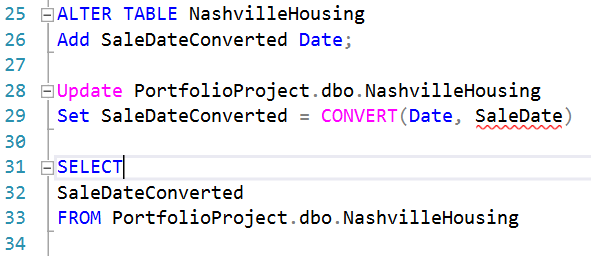 25 ALTER TABLE NashvilleHousing
26 Add SaleDateConverted Date;
27
28 Update PortfolioProject.dbo.NashvilleHousing
29 Set SaleDateConverted = CONVERT(Date, SaleDate)
30
31 SELECT
32 SaleDateConverted
33 FROM PortfolioProject.dbo.NashvilleHousing
34